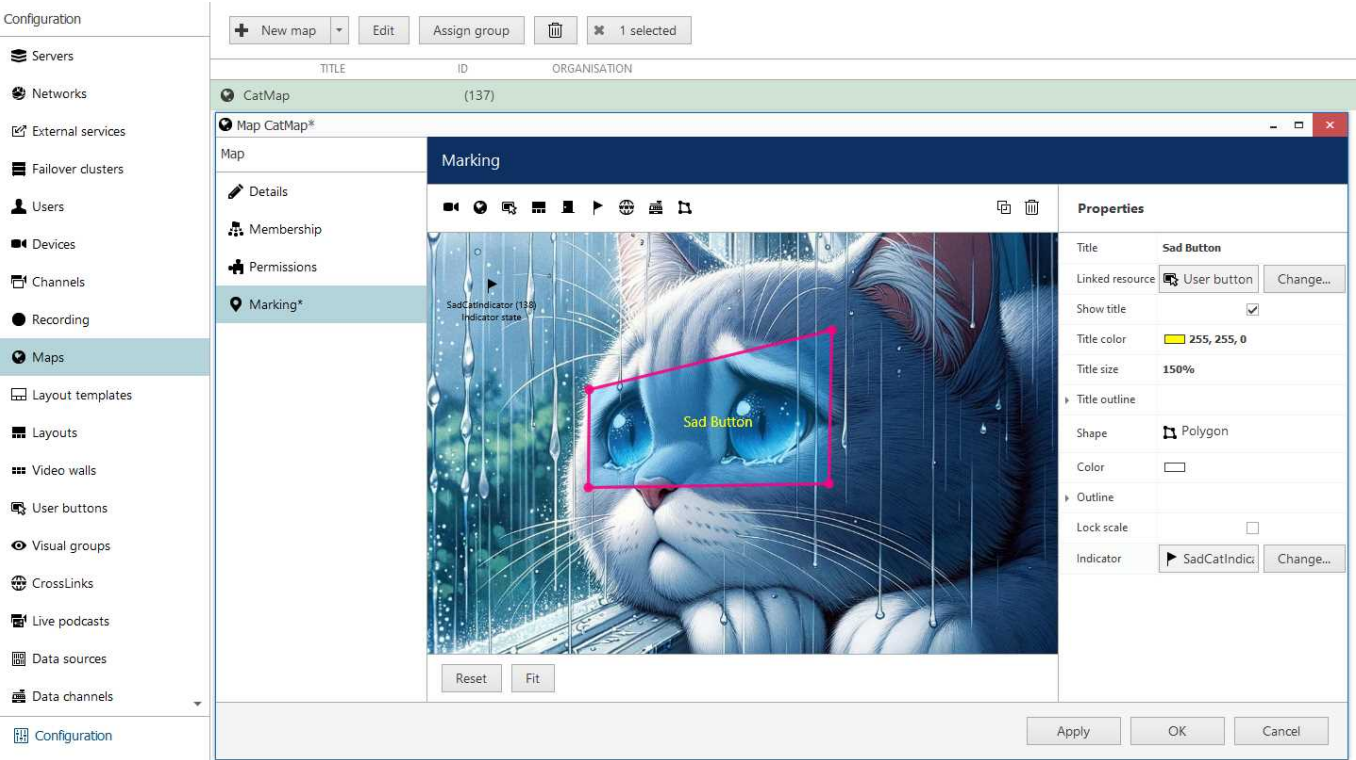 Configuration
Servers
Networks
External services
Failover clusters
Users
Devices
Channels
Recording
Maps
Layout templates
Layouts
Video walls
User buttons
Visual groups
CrossLinks
Live podcasts
Data sources
Data channels
Configuration
New map
Edit
Assign group
1 selected
TITLE ID ORGANISATION
CatMap (137)
Map CatMap*
Map
Details
Membership
Permissions
Marking*
Marking
SadCatIndicator (138)
Indicator state
Sad Button
Reset Fit
Properties
Title Sad Button
Linked resource User button Change...
Show title
Title color 255, 255, 0
Title size 150%
Title outline
Shape Polygon
Color
Outline
Lock scale
Indicator SadCatIndic Change...
Apply OK Cancel